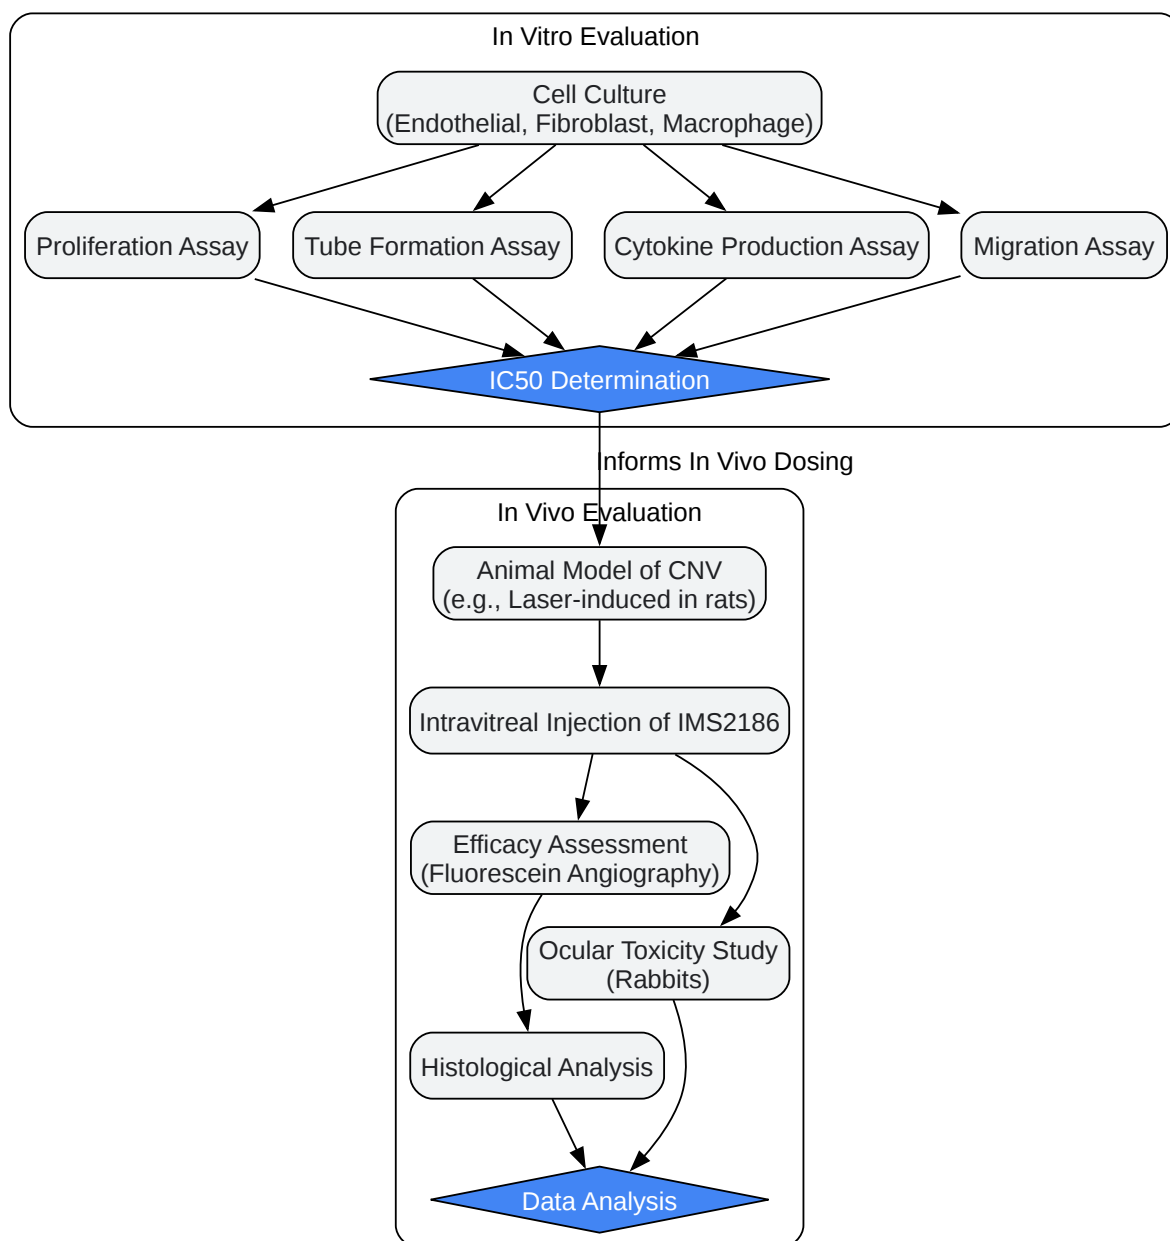 In Vitro Evaluation
Cell Culture
(Endothelial, Fibroblast, Macrophage)
Proliferation Assay
Tube Formation Assay
Cytokine Production Assay
Migration Assay
IC50 Determination
Informs In Vivo Dosing
In Vivo Evaluation
Animal Model of CNV
(e.g., Laser-induced in rats)
Intravitreal Injection of IMS2186
Efficacy Assessment
(Fluorescein Angiography)
Ocular Toxicity Study
(Rabbits)
Histological Analysis
Data Analysis